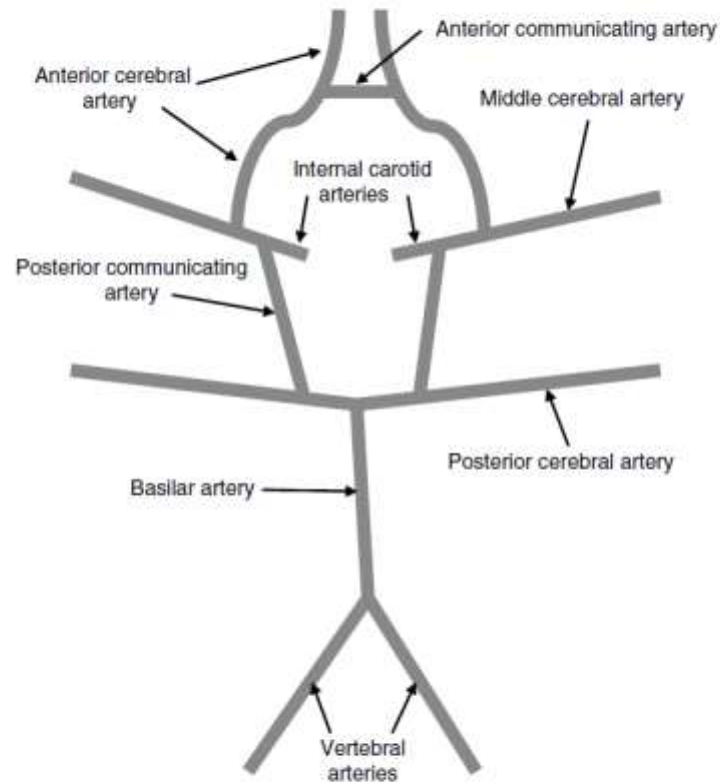 Anterior communicating artery
Anterior cerebral
artery
Middle cerebral artery
Internal carotid
arteries
Posterior communicating
artery
Posterior cerebral artery
Basilar artery
Vertebral
arteries